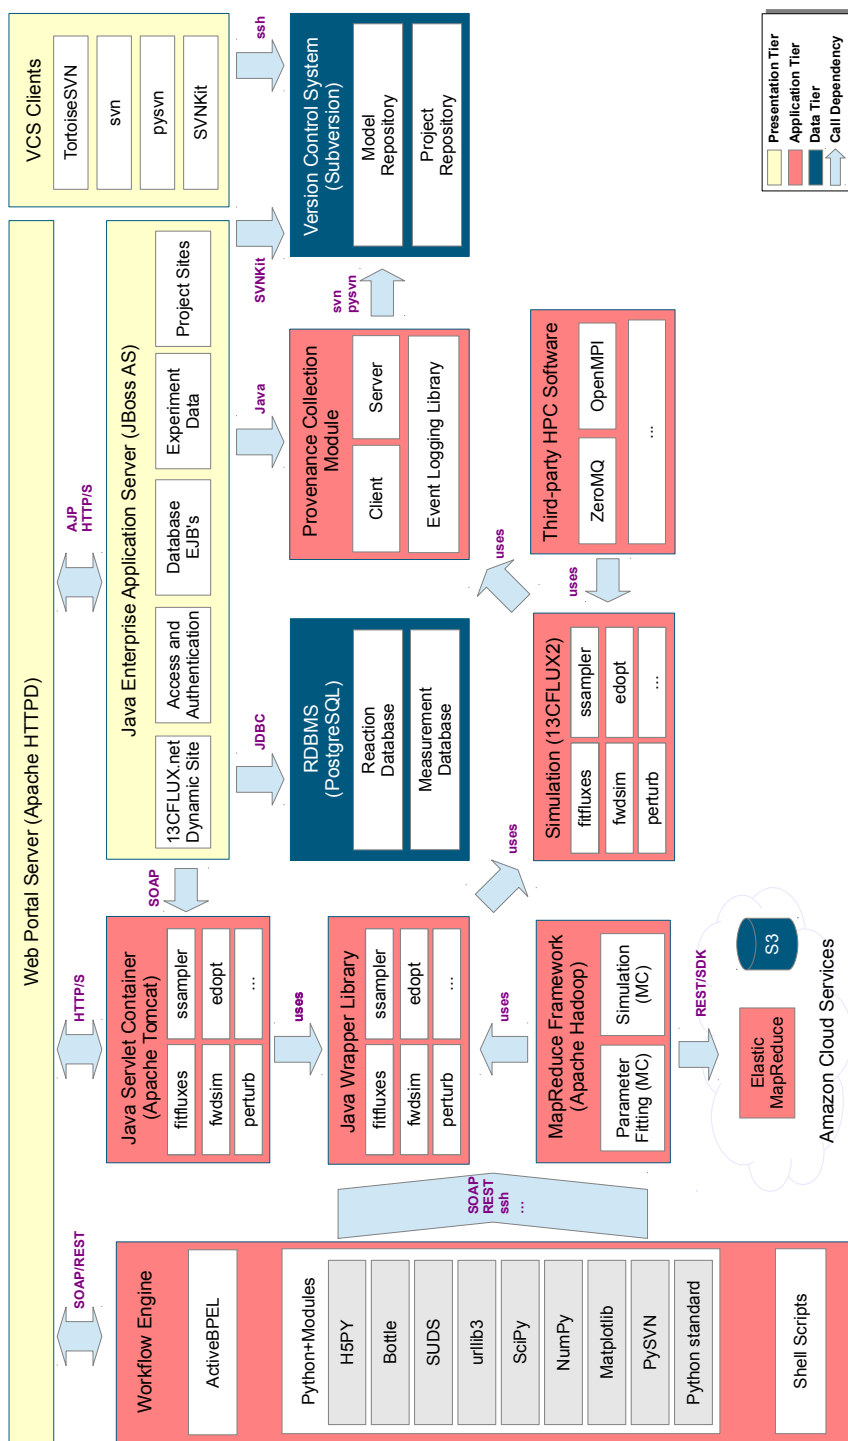 Web Portal Server (Apache HTTPD)
SOAP/REST
HTTP/S
AJP
HTTP/S
Workflow Engine
ActiveBPEL
Python+Modules
H5PY
Bottle
SUDS
urllib3
SciPy
NumPy
Matplotlib
PySVN
Python standard
Shell Scripts
SOAP
REST
ssh
...
Java Servlet Container
(Apache Tomcat)
fitfluxes
ssampler
fwdsim
edopt
perturb
...
SOAP
uses
Java Wrapper Library
fitfluxes
ssampler
fwdsim
edopt
perturb
...
uses
uses
MapReduce Framework
(Apache Hadoop)
Parameter
Fitting (MC)
Simulation
(MC)
REST/SDK
Elastic
MapReduce
S3
Amazon Cloud Services
Java Enterprise Application Server (JBoss AS)
13CFLUX.net
Dynamic Site
Access and
Authentication
Database
EJB's
Experiment
Data
Project Sites
JDBC
Java
SVNKit
RDBMS
(PostgreSQL)
Reaction
Database
Measurement
Database
Simulation (13CFLUX2)
fitfluxes
ssampler
fwdsim
edopt
perturb
...
uses
uses
Provenance Collection
Module
Client
Server
Event Logging Library
svn
pysvn
Third-party HPC Software
ZeroMQ
OpenMPI
...
VCS Clients
TortoiseSVN
svn
pysvn
SVNKit
ssh
Version Control System
(Subversion)
Model
Repository
Project
Repository
Presentation Tier
Application Tier
Data Tier
Call Dependency